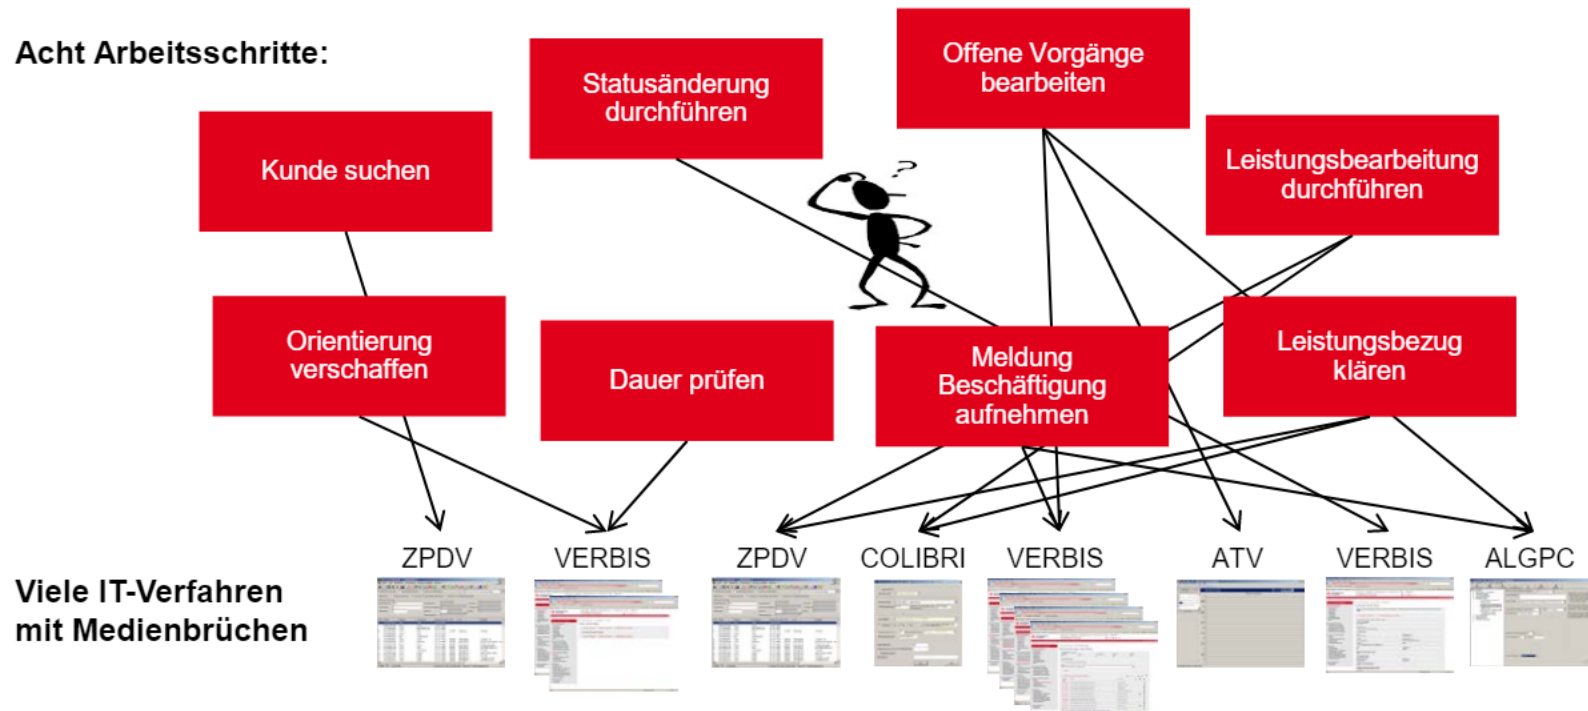 Acht Arbeitsschritte:
Statusänderung
durchführen
Offene Vorgänge
bearbeiten
Kunde suchen
Leistungsbearbeitung
durchführen
?
Orientierung
verschaffen
Dauer prüfen
Meldung
Beschäftigung
aufnehmen
Leistungsbezug
klären
ZPDV
VERBIS
ZPDV
COLIBRI
VERBIS
ATV
VERBIS
ALGPC
Viele IT-Verfahren
mit Medienbrüchen